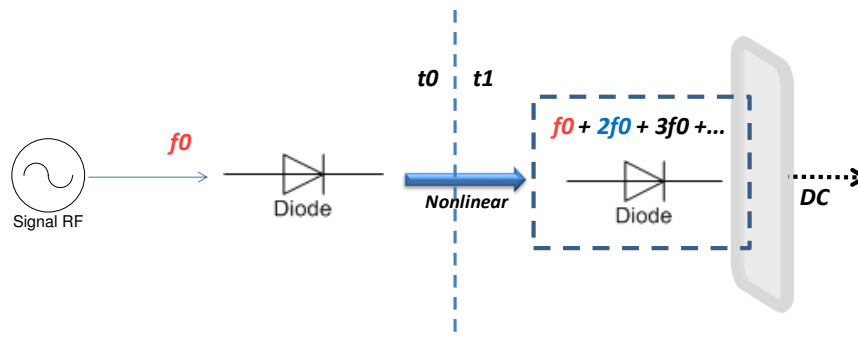 t0
t1
f0
f0 + 2f0 + 3f0 +...
Signal RF
Diode
Nonlinear
Diode
DC